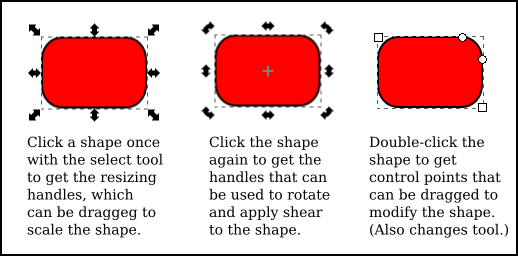 Click a shape once
with the select tool
to get the resizing
handles, which
can be draggeg to
scale the shape.
Click the shape
again to get the
handles that can
be used to rotate
and apply shear
to the shape.
Double-click the
shape to get
control points that
can be dragged to
modify the shape.
(Also changes tool.)